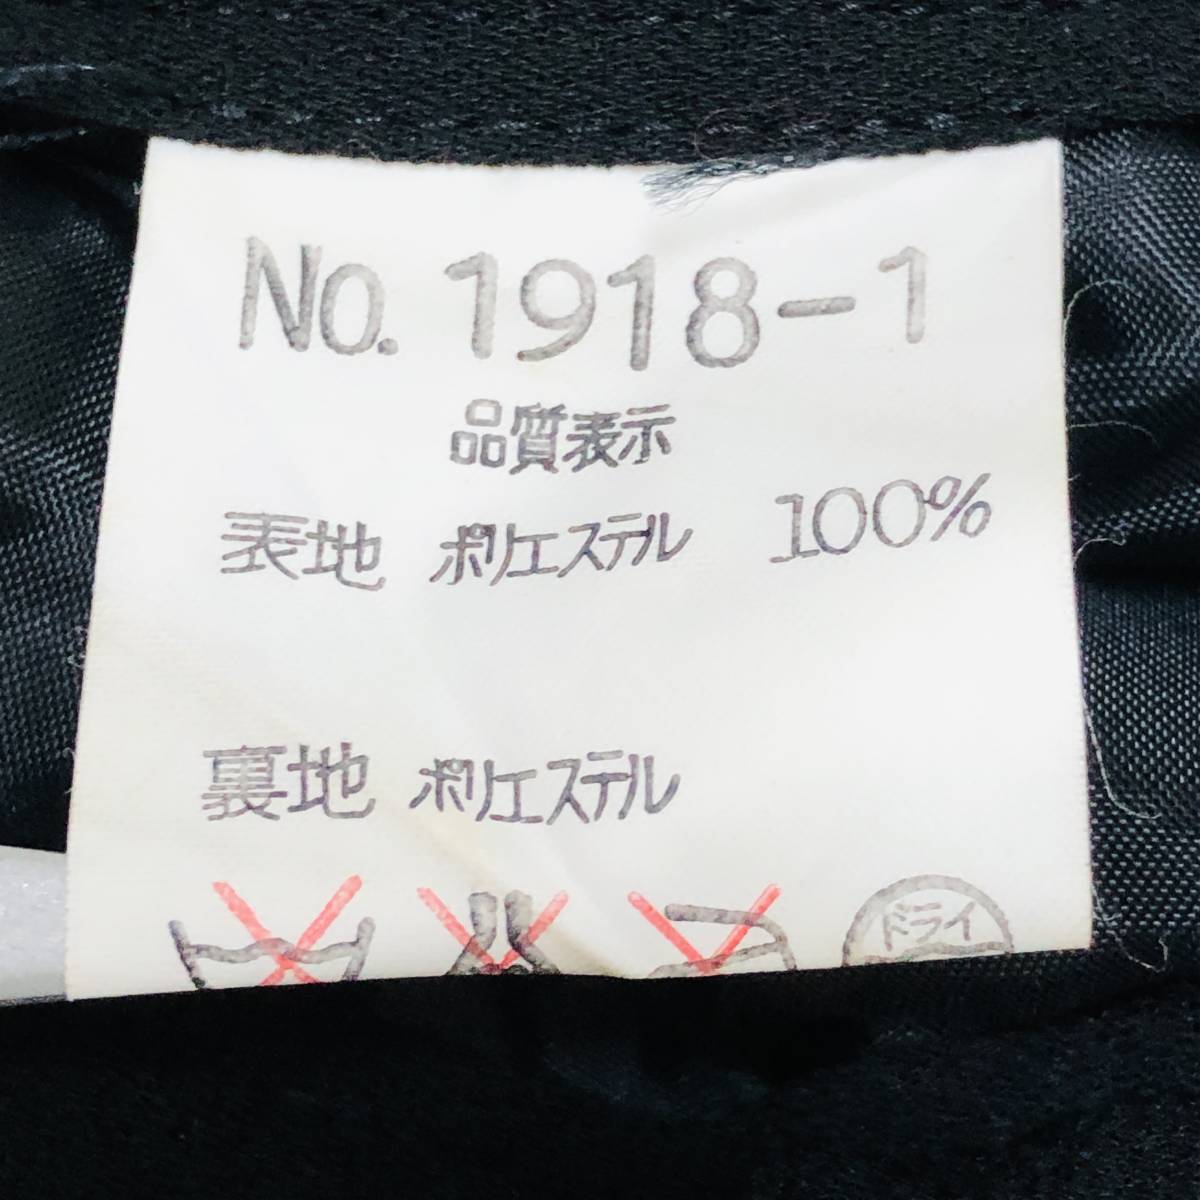 No. 1918-1
品質表示
表地 ポリエステル 100%
裏地 ポリエステル
ドライ